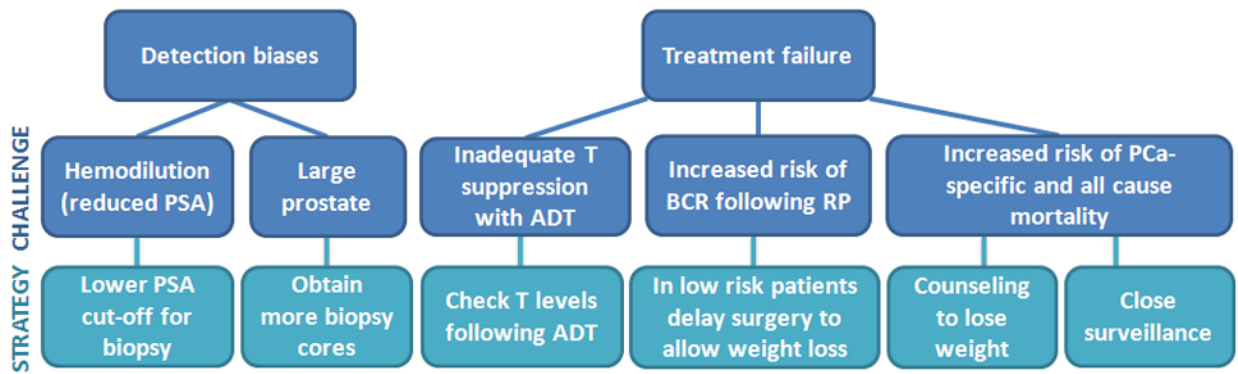 Detection biases
Treatment failure
CHALLENGE
Hemodilution
(reduced PSA)
Large
prostate
Inadequate T
suppression
with ADT
Increased risk of
BCR following RP
Increased risk of PCa-
specific and all cause
mortality
STRATEGY
Lower PSA
cut-off for
biopsy
Obtain
more biopsy
cores
Check T levels
following ADT
In low risk patients
delay surgery to
allow weight loss
Counseling
to lose
weight
Close
surveillance